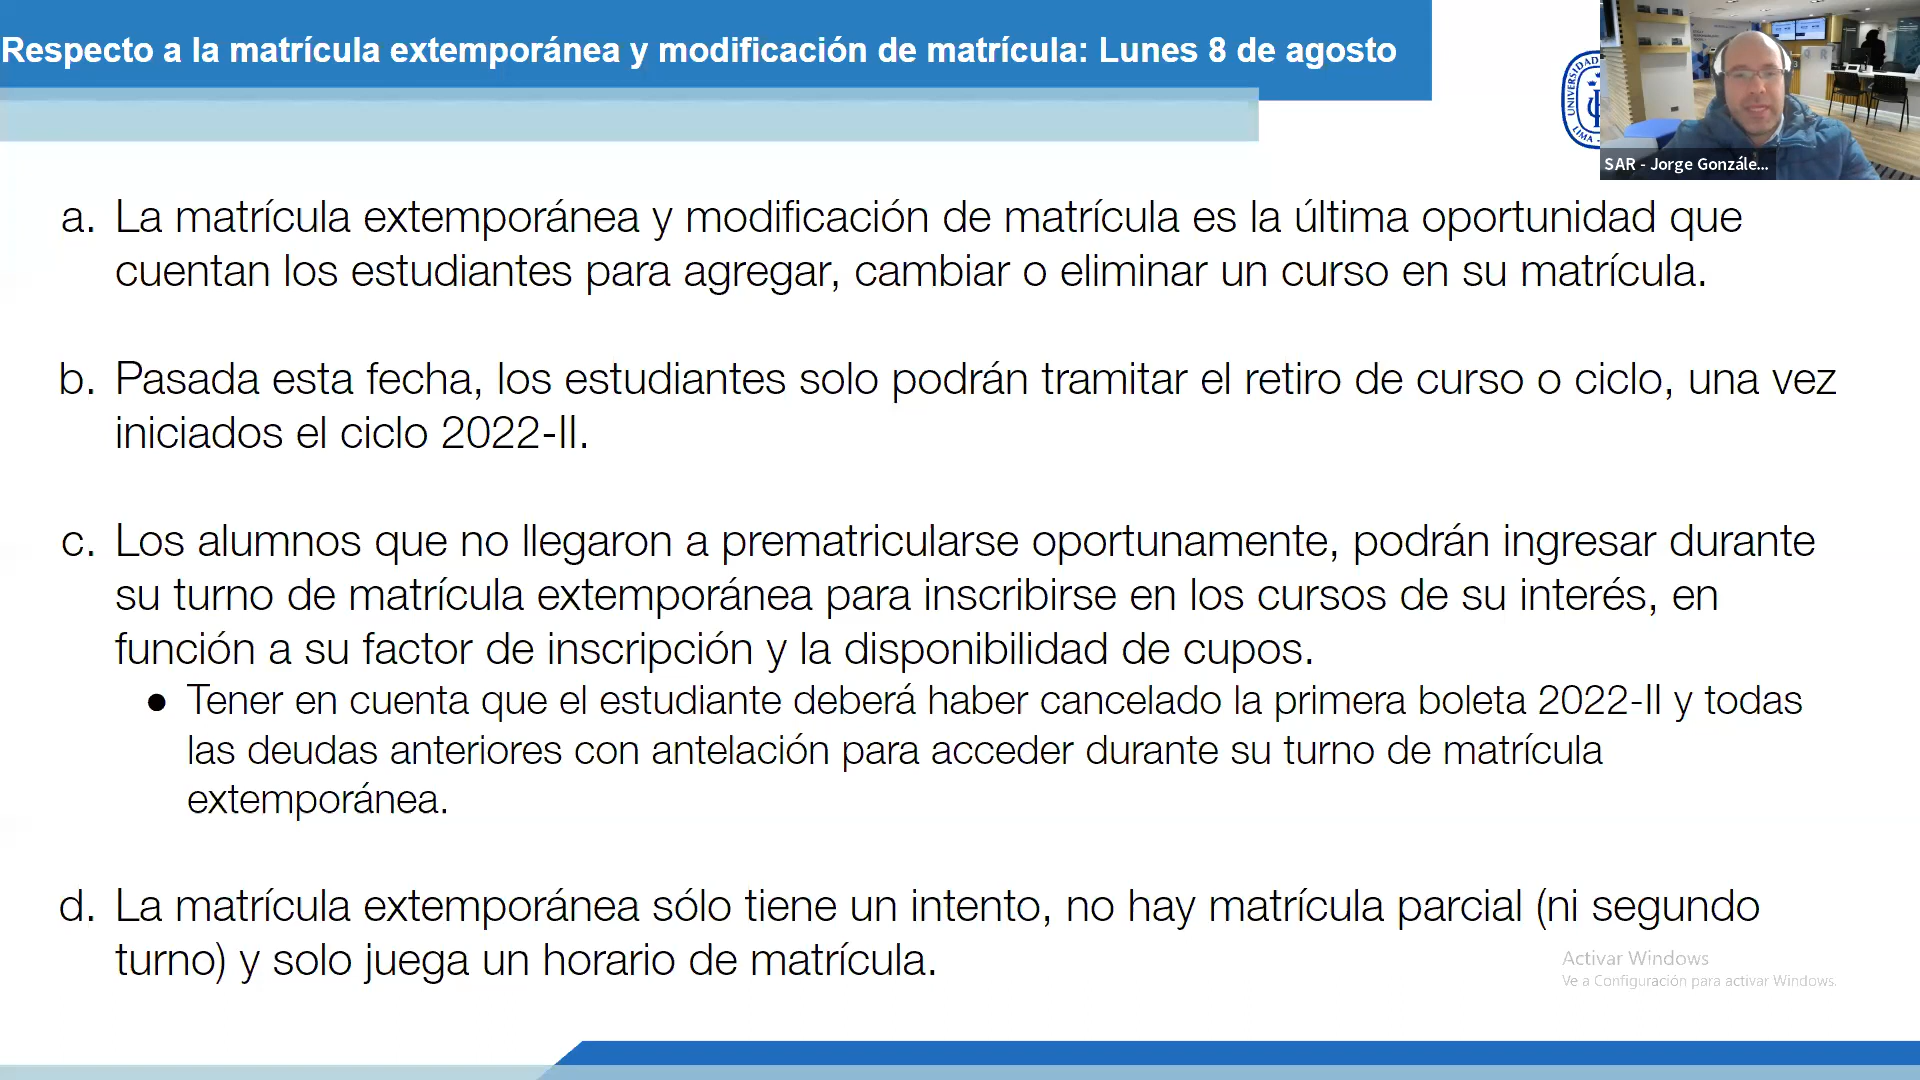 Respecto a la matrícula extemporánea y modificación de matrícula: Lunes 8 de agosto
UNIVERSIDAD
LIMA
SAR - Jorge Gonzále...
a. La matrícula extemporánea y modificación de matrícula es la última oportunidad que
cuentan los estudiantes para agregar, cambiar o eliminar un curso en su matrícula.
b. Pasada esta fecha, los estudiantes solo podrán tramitar el retiro de curso o ciclo, una vez
iniciados el ciclo 2022-II.
c. Los alumnos que no llegaron a prematricularse oportunamente, podrán ingresar durante
su turno de matrícula extemporánea para inscribirse en los cursos de su interés, en
función a su factor de inscripción y la disponibilidad de cupos.
● Tener en cuenta que el estudiante deberá haber cancelado la primera boleta 2022-II y todas
las deudas anteriores con antelación para acceder durante su turno de matrícula
extemporánea.
d. La matrícula extemporánea sólo tiene un intento, no hay matrícula parcial (ni segundo
turno) y solo juega un horario de matrícula.
Activar Windows
Ve a Configuración para activar Windows.